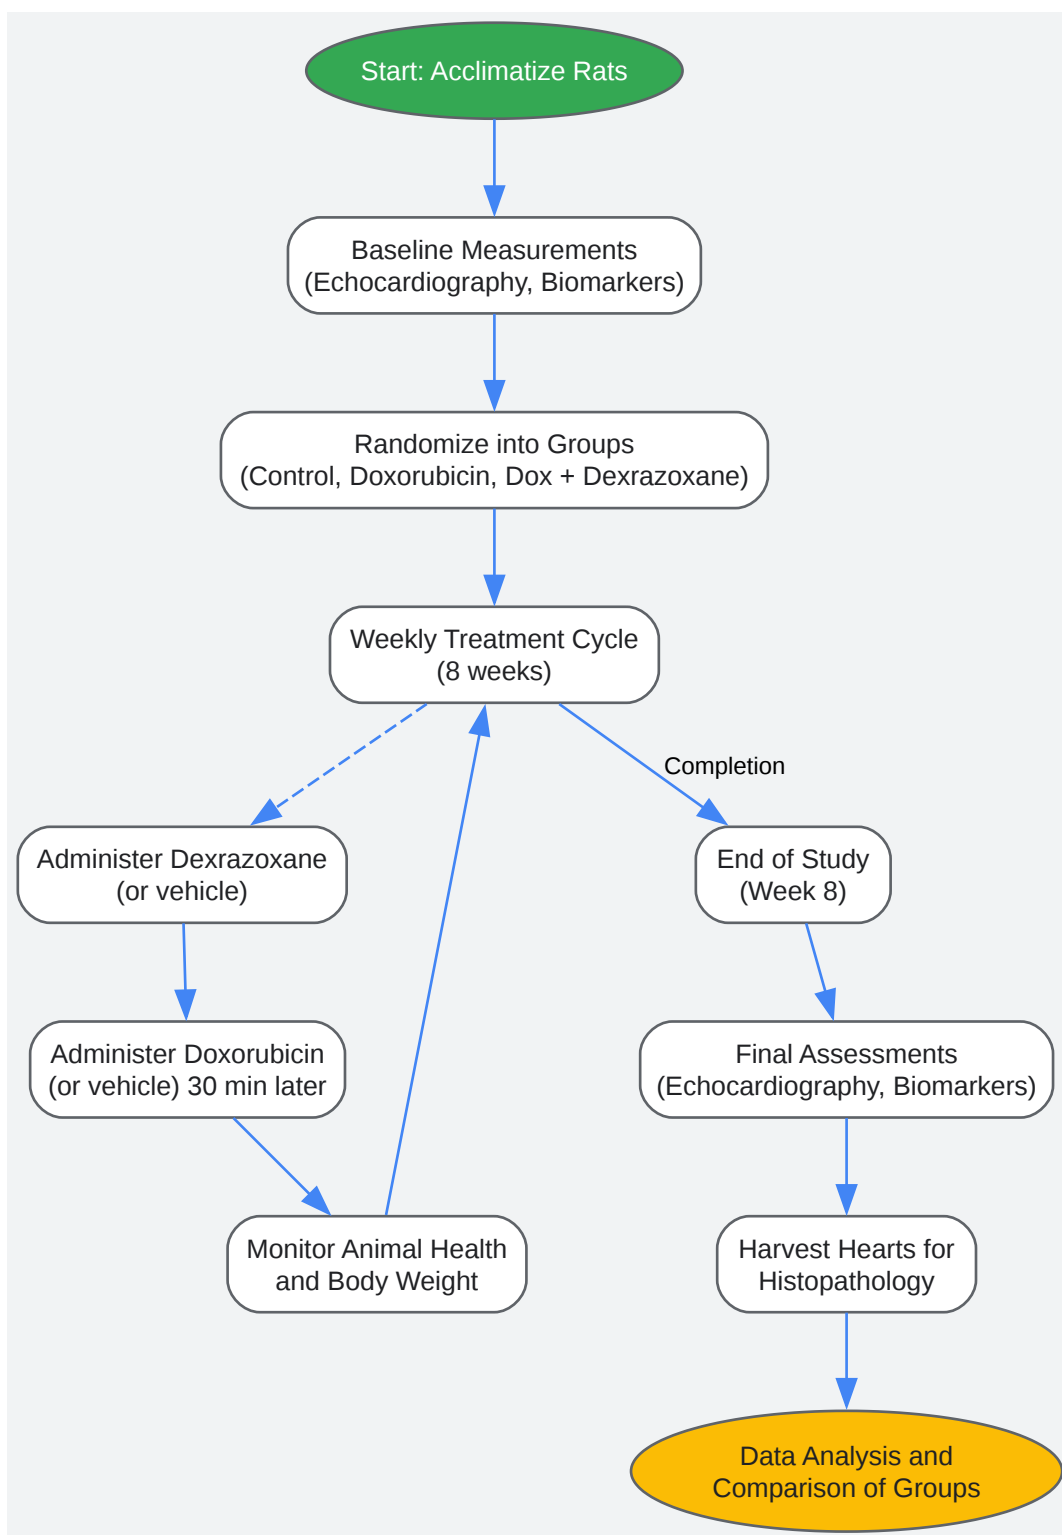 Start: Acclimatize Rats
Baseline Measurements
(Echocardiography, Biomarkers)
Randomize into Groups
(Control, Doxorubicin, Dox + Dexrazoxane)
Weekly Treatment Cycle
(8 weeks)
Completion
Administer Dexrazoxane
(or vehicle)
End of Study
(Week 8)
Administer Doxorubicin
(or vehicle) 30 min later
Final Assessments
(Echocardiography, Biomarkers)
Monitor Animal Health
and Body Weight
Harvest Hearts for
Histopathology
Data Analysis and
Comparison of Groups